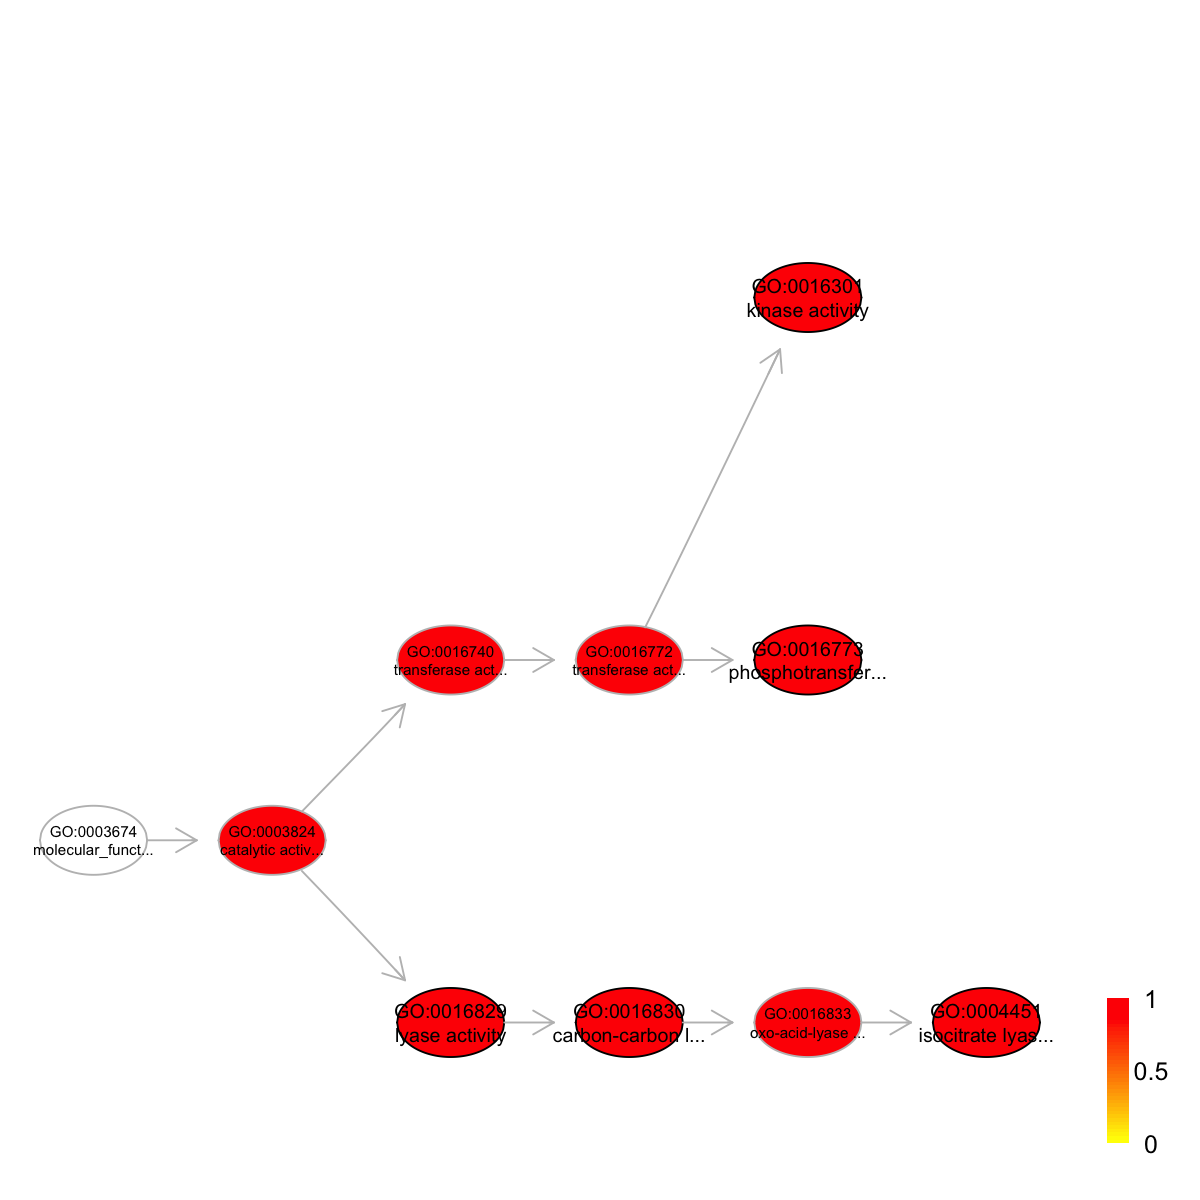 GO:0016301
kinase activity
GO:0016740
transferase act...
GO:0016772
transferase act...
GO:0016773
phosphotransfer...
GO:0003674
molecular_funct...
GO:0003824
catalytic activ...
GO:0016829
lyase activity
GO:0016830
carbon-carbon l...
GO:0016833
oxo-acid-lyase ...
GO:0004451
isocitrate lyas...
1
0.5
0